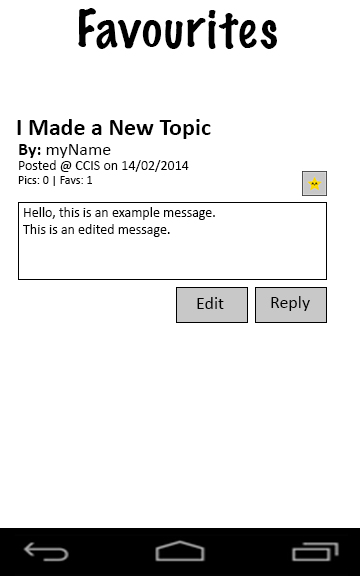 Favourites
I Made a New Topic
By: myName
Posted @ CCIS on 14/02/2014
Pics: 0 | Favs: 1
Hello, this is an example message.
This is an edited message.
Edit
Reply